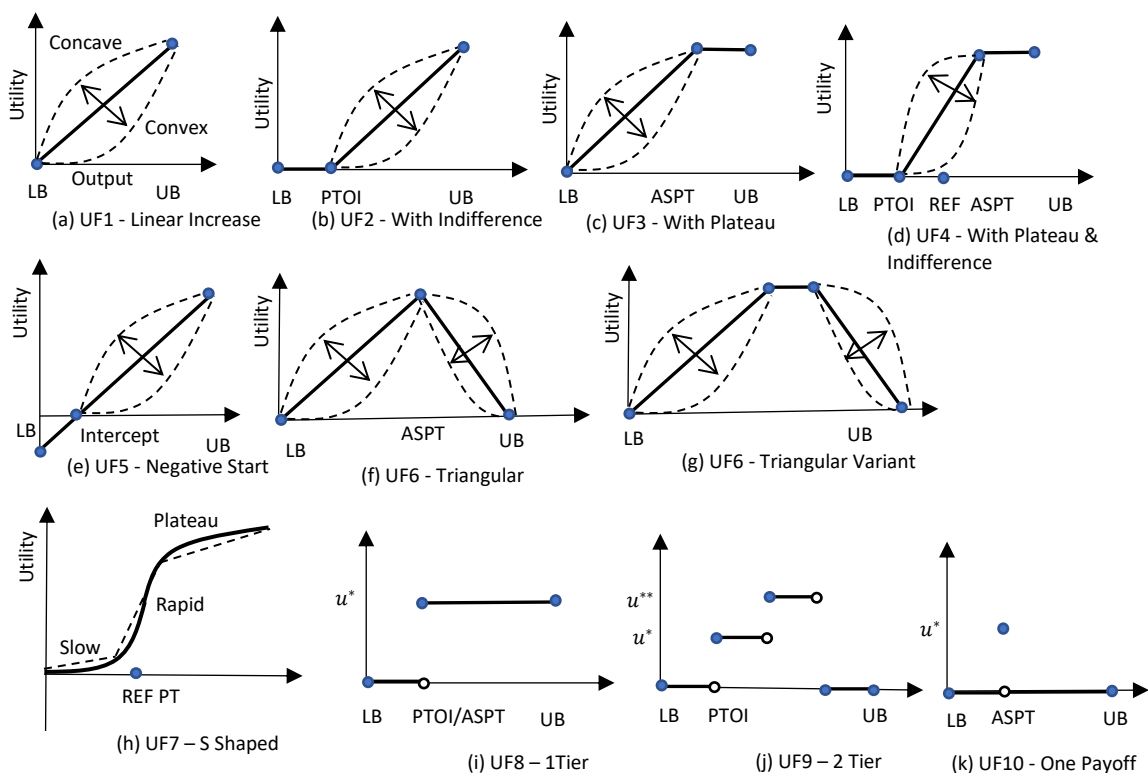 Utility
Concave
Convex
LB
Output
UB
(a) UF1 - Linear Increase
Utility
LB
PTOI
UB
(b) UF2 - With Indifference
Utility
LB
ASPT
UB
(c) UF3 - With Plateau
Utility
LB
PTOI
REF
ASPT
UB
(d) UF4 - With Plateau &
Indifference
Utility
LB
Intercept
UB
(e) UF5 - Negative Start
Utility
LB
ASPT
UB
(f) UF6 - Triangular
Utility
LB
UB
(g) UF6 - Triangular Variant
Utility
Plateau
Rapid
Slow
REF PT
(h) UF7 – S Shaped
u*
LB
PTOI/ASPT
UB
(i) UF8 – 1Tier
u**
u*
LB
PTOI
UB
(j) UF9 – 2 Tier
u*
LB
ASPT
UB
(k) UF10 - One Payoff